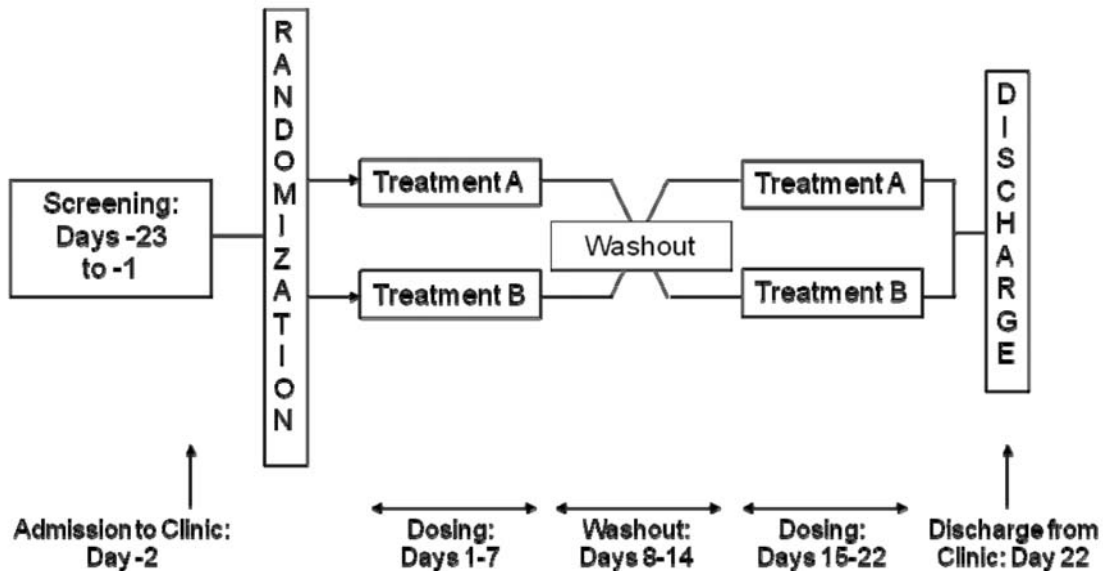 RANDOMIZATION
DISCHARGE
Screening:
Days -23
to -1
Treatment A
Treatment A
Washout
Treatment B
Treatment B
Admission to Clinic:
Day -2
Dosing:
Days 1-7
Washout:
Days 8-14
Dosing:
Days 15-22
Discharge from
Clinic: Day 22